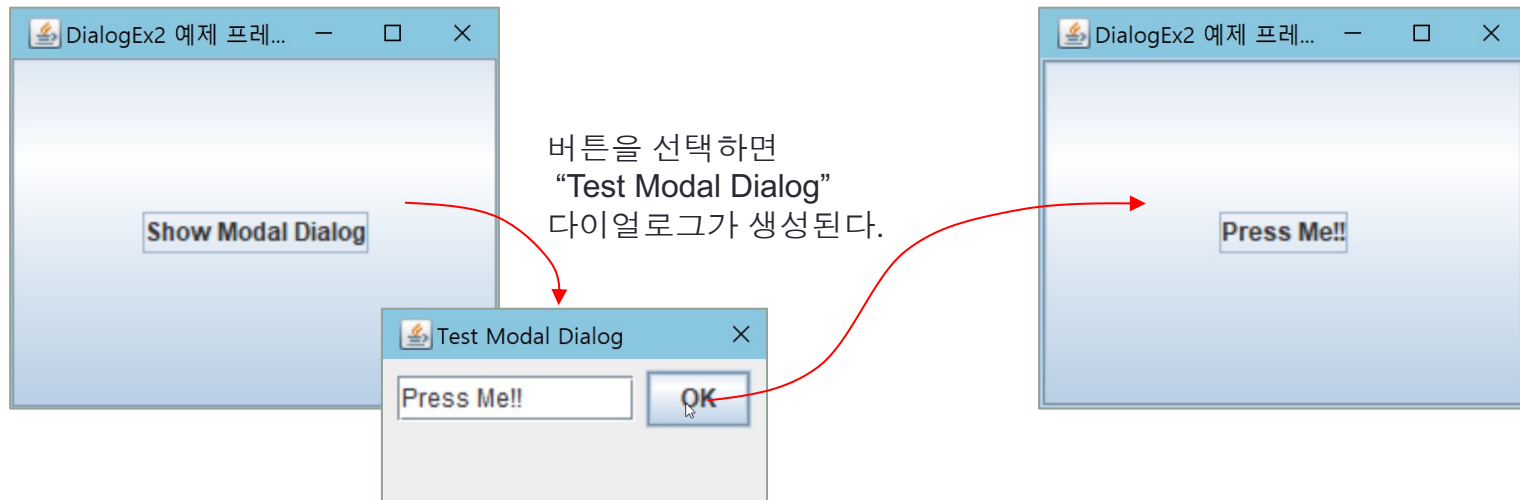 DialogEx2 예제 프레...
Show Modal Dialog
버튼을 선택하면
“Test Modal Dialog”
다이얼로그가 생성된다.
Test Modal Dialog
Press Me!!
OK
DialogEx2 예제 프레...
Press Me!!